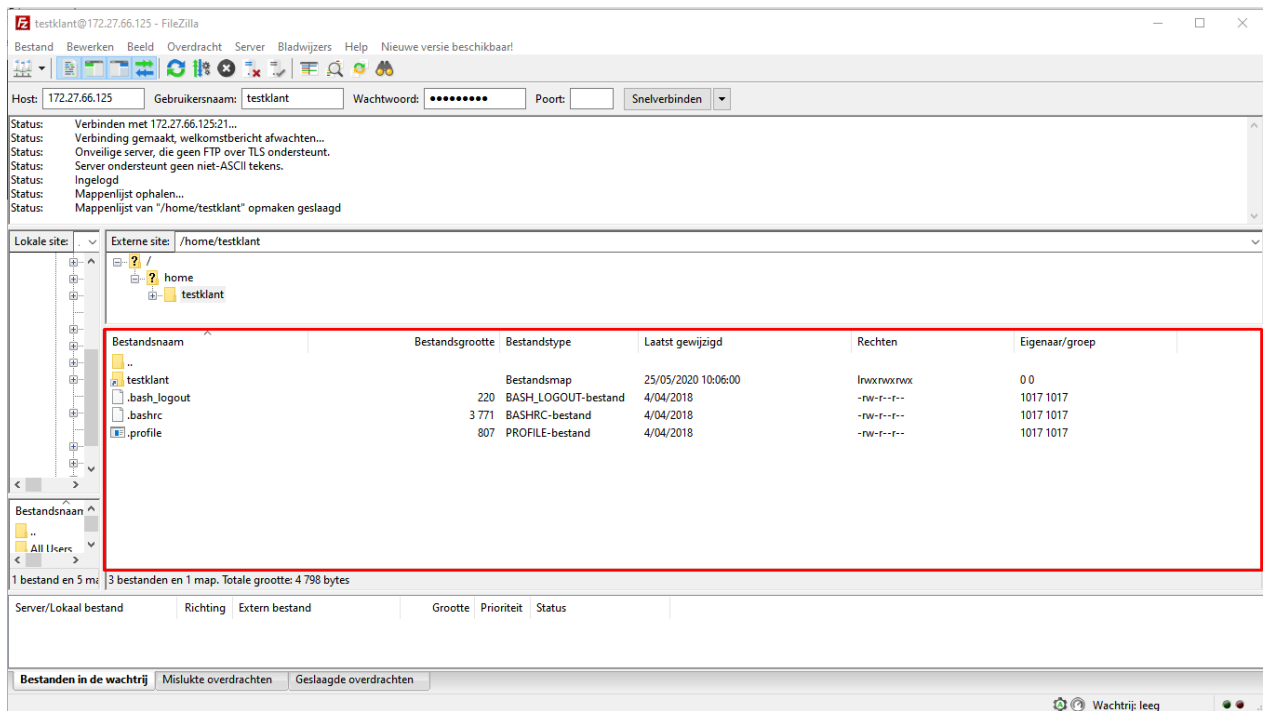 testklant@172.27.66.125 - FileZilla
Bestand Bewerken Beeld Overdracht Server Bladwijzers Help Nieuwe versie beschikbaar!
Host: 172.27.66.125 Gebruikersnaam: testklant Wachtwoord: ●●●●●●●●● Poort: Snelverbinden
Status: Verbinden met 172.27.66.125:21...
Status: Verbinding gemaakt, welkomstbericht afwachten...
Status: Onveilige server, die geen FTP over TLS ondersteunt.
Status: Server ondersteunt geen niet-ASCII tekens.
Status: Ingelogd
Status: Mappenlijst ophalen...
Status: Mappenlijst van "/home/testklant" opmaken geslaagd
Lokale site: . Externe site: /home/testklant
/
home
testklant
Bestandsnaam Bestandsgrootte Bestandstype Laatst gewijzigd Rechten Eigenaar/groep
..
testklant Bestandsmap 25/05/2020 10:06:00 lrwxrwxrwx 0 0
.bash_logout 220 BASH_LOGOUT-bestand 4/04/2018 -rw-r--r-- 1017 1017
.bashrc 3 771 BASHRC-bestand 4/04/2018 -rw-r--r-- 1017 1017
.profile 807 PROFILE-bestand 4/04/2018 -rw-r--r-- 1017 1017
Bestandsnaan
..
All Users
1 bestand en 5 ma 3 bestanden en 1 map. Totale grootte: 4 798 bytes
Server/Lokaal bestand Richting Extern bestand Grootte Prioriteit Status
Bestanden in de wachtrij Mislukte overdrachten Geslaagde overdrachten
Wachtrij: leeg